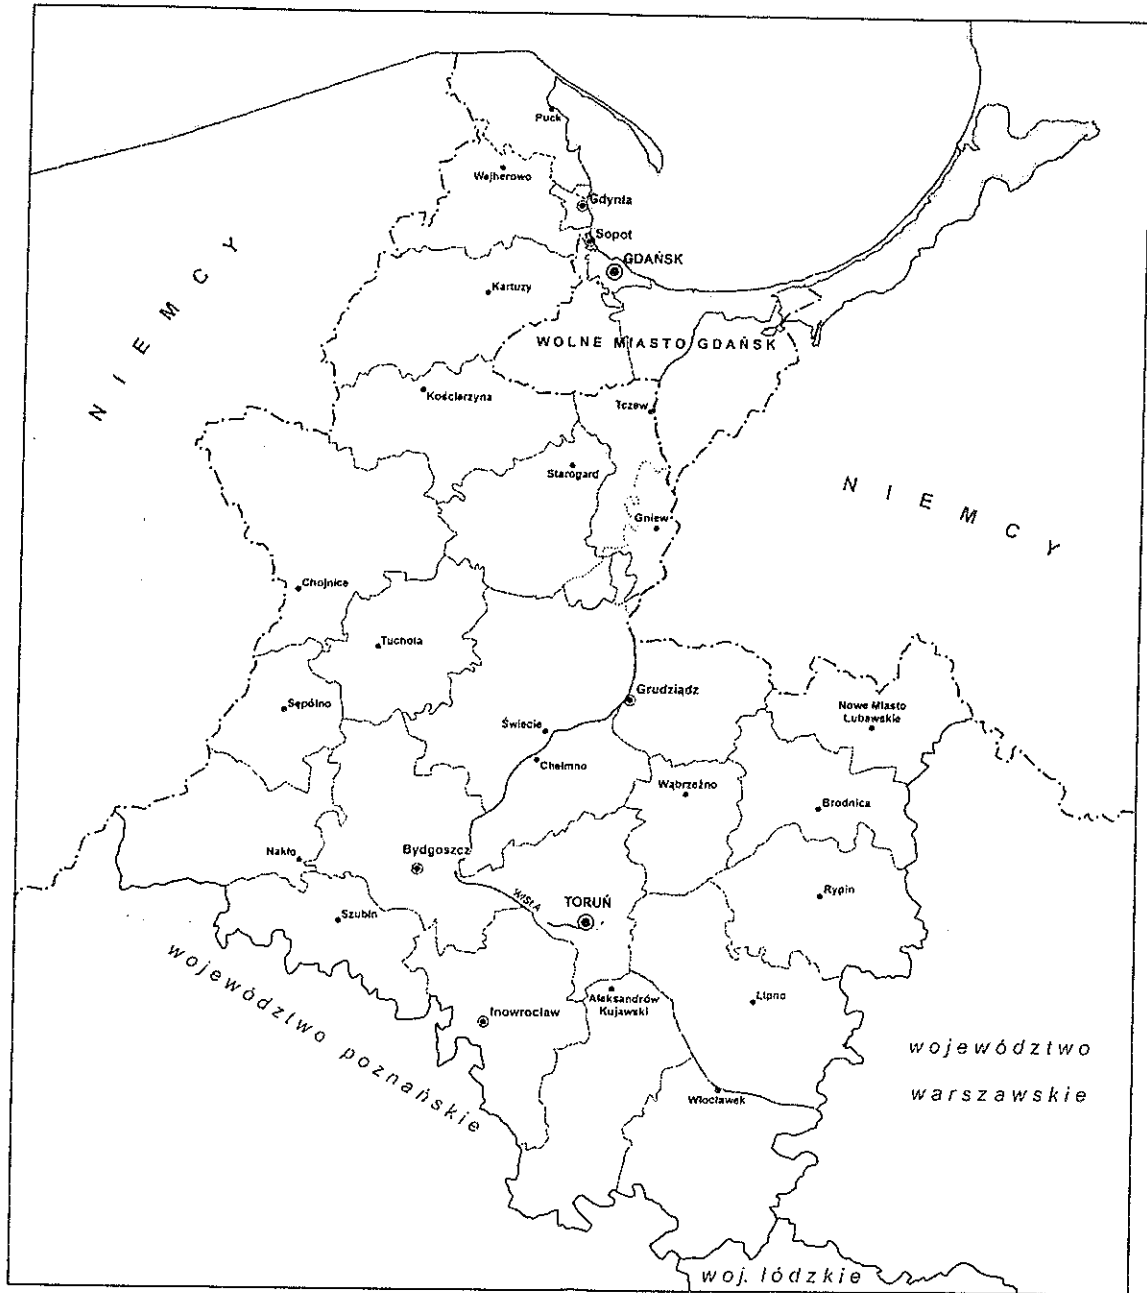 Puck
Wejherowo
Gdynia
Sopot
GDAŃSK
Kartuzy
NIEMCY
WOLNE MIASTO GDAŃSK
Kościerzyna
Tczew
Starogard
NIEMCY
Gniew
Chojnice
Tuchola
Sępólno
Grudziądz
Nowe Miasto
Lubawskie
Świecie
Chełmno
Wąbrzeźno
Brodnica
Nakło
Bydgoszcz
Rypin
WISŁA
TORUŃ
Szubin
województwo poznańskie
Aleksandrów
Kujawski
Lipno
Inowrocław
województwo
warszawskie
Włocławek
woj. łódzkie